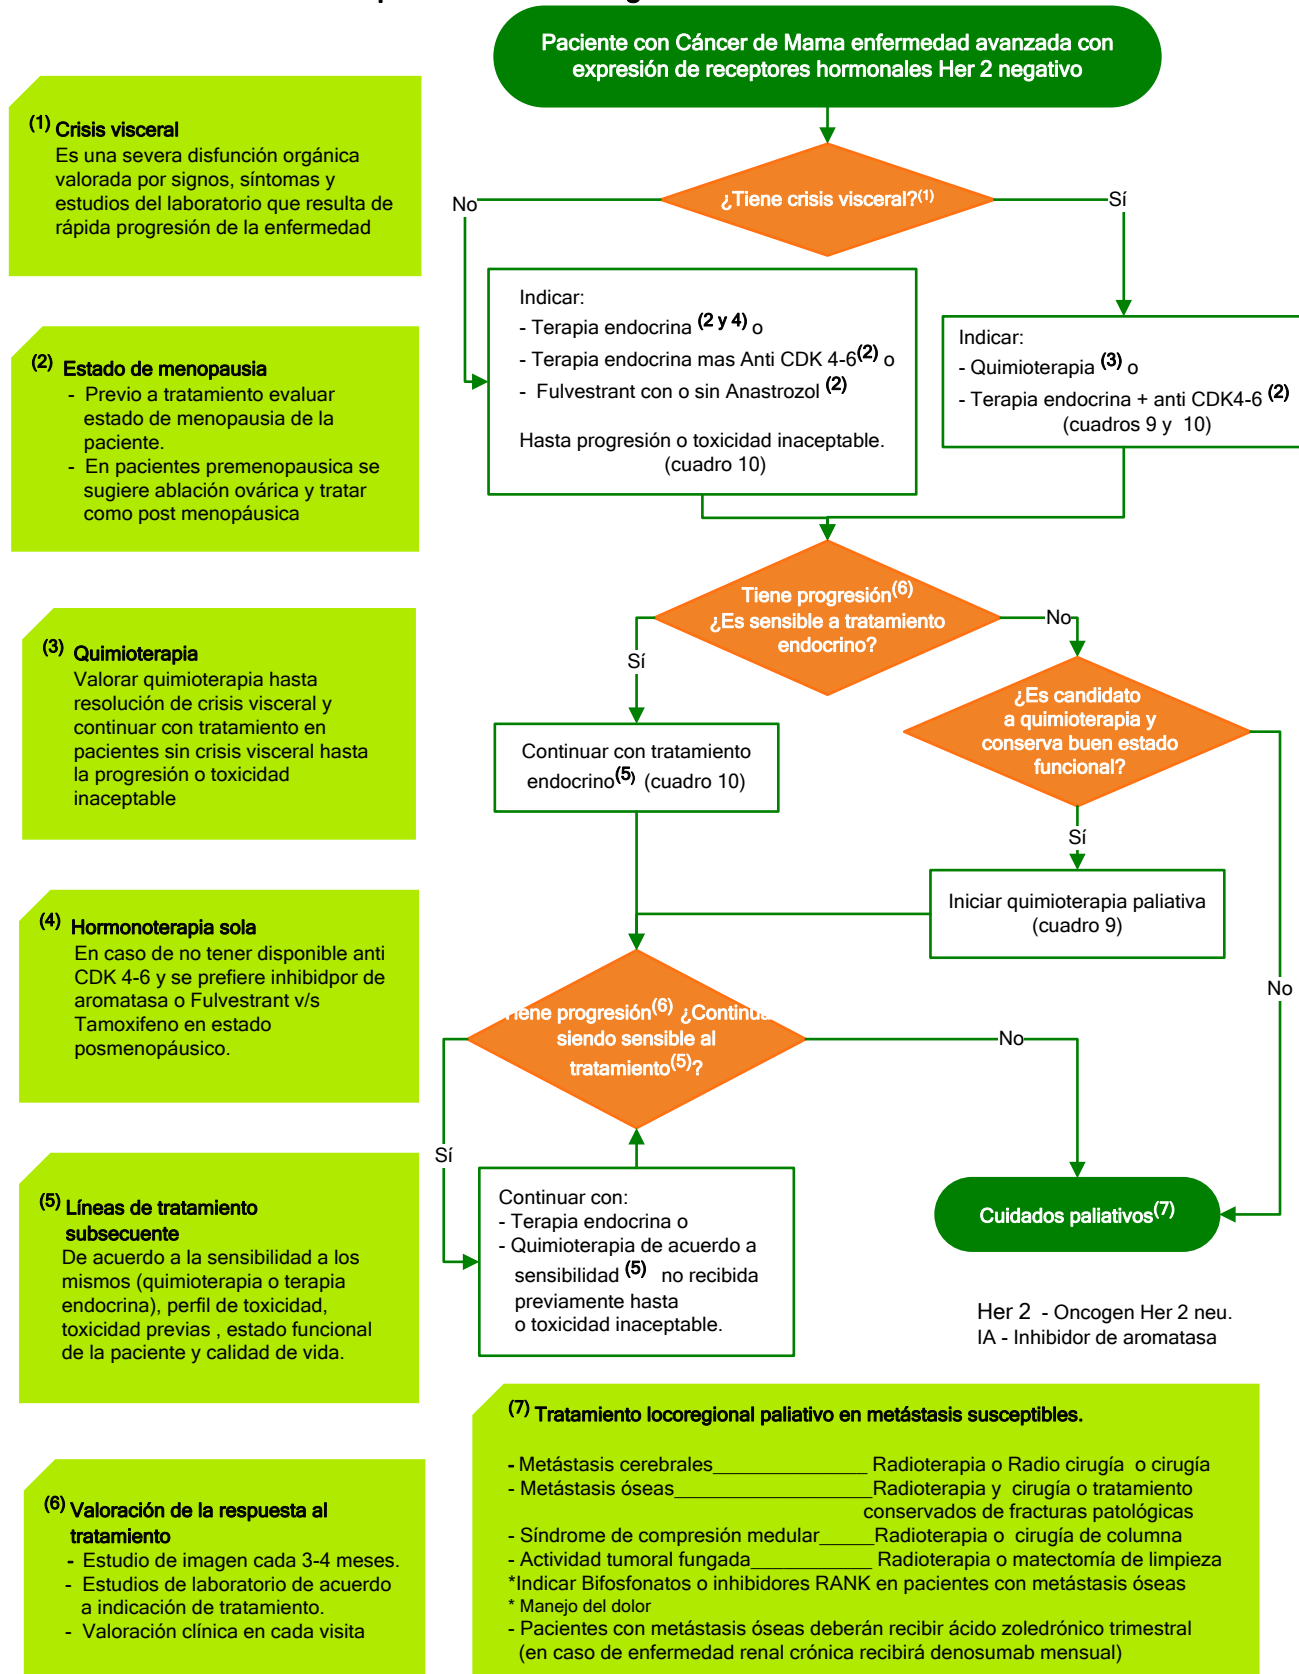 Paciente con Cáncer de Mama enfermedad avanzada con
expresión de receptores hormonales Her 2 negativo
(1) Crisis visceral
Es una severa disfunción orgánica
valorada por signos, síntomas y
estudios del laboratorio que resulta de
rápida progresión de la enfermedad
¿Tiene crisis visceral?(1)
No
Sí
Indicar:
- Terapia endocrina (2 y 4) o
- Terapia endocrina mas Anti CDK 4-6(2) o
- Fulvestrant con o sin Anastrozol (2)
Hasta progresión o toxicidad inaceptable.
(cuadro 10)
Indicar:
- Quimioterapia (3) o
- Terapia endocrina + anti CDK4-6 (2)
(cuadros 9 y 10)
(2) Estado de menopausia
- Previo a tratamiento evaluar
estado de menopausia de la
paciente.
- En pacientes premenopausica se
sugiere ablación ovárica y tratar
como post menopáusica
Tiene progresión(6)
¿Es sensible a tratamiento
endocrino?
Sí
No
(3) Quimioterapia
Valorar quimioterapia hasta
resolución de crisis visceral y
continuar con tratamiento en
pacientes sin crisis visceral hasta
la progresión o toxicidad
inaceptable
¿Es candidato
a quimioterapia y
conserva buen estado
funcional?
Continuar con tratamiento
endocrino(5) (cuadro 10)
Sí
No
Iniciar quimioterapia paliativa
(cuadro 9)
(4) Hormonoterapia sola
En caso de no tener disponible anti
CDK 4-6 y se prefiere inhibidpor de
aromatasa o Fulvestrant v/s
Tamoxifeno en estado
posmenopáusico.
iene progresión(6) ¿Continua
siendo sensible al
tratamiento(5)?
No
Sí
Continuar con:
- Terapia endocrina o
- Quimioterapia de acuerdo a
sensibilidad (5) no recibida
previamente hasta
o toxicidad inaceptable.
Cuidados paliativos(7)
(5) Líneas de tratamiento
subsecuente
De acuerdo a la sensibilidad a los
mismos (quimioterapia o terapia
endocrina), perfil de toxicidad,
toxicidad previas , estado funcional
de la paciente y calidad de vida.
Her 2 - Oncogen Her 2 neu.
IA - Inhibidor de aromatasa
(6) Valoración de la respuesta al
tratamiento
- Estudio de imagen cada 3-4 meses.
- Estudios de laboratorio de acuerdo
a indicación de tratamiento.
- Valoración clínica en cada visita
(7) Tratamiento locoregional paliativo en metástasis susceptibles.
- Metástasis cerebrales______________ Radioterapia o Radio cirugía o cirugía
- Metástasis óseas__________________Radioterapia y cirugía o tratamiento
conservados de fracturas patológicas
- Síndrome de compresión medular_____Radioterapia o cirugía de columna
- Actividad tumoral fungada___________ Radioterapia o matectomía de limpieza
*Indicar Bifosfonatos o inhibidores RANK en pacientes con metástasis óseas
* Manejo del dolor
- Pacientes con metástasis óseas deberán recibir ácido zoledrónico trimestral
(en caso de enfermedad renal crónica recibirá denosumab mensual)